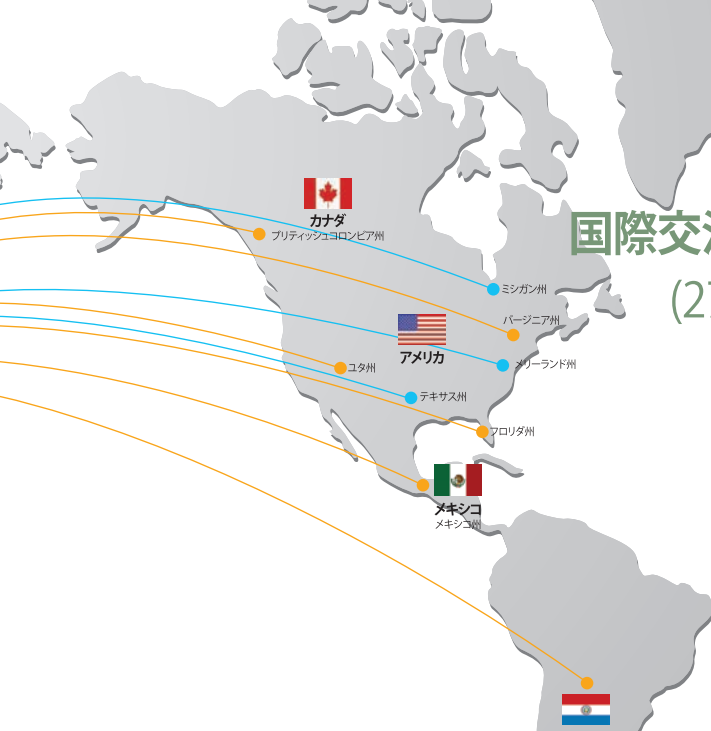 カナダ
ブリティッシュコロンビア州
国際交
(2
ミシガン州
バージニア州
アメリカ
メリーランド州
ユタ州
テキサス州
フロリダ州
メキシコ
メキシコ州